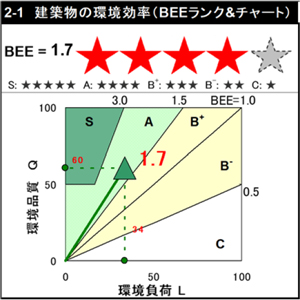 2-1 建築物の環境効率(BEEランク&チャート)
BEE = 1.7
S: ★★★★★ A: ★★★★ B⁺: ★★★ B⁻: ★★ C: ★
3.0 1.5 BEE=1.0
100
S A B⁺
60 1.7
50 B⁻
0.5
34
C
0
0 50 100
環境品質 Q
環境負荷 L